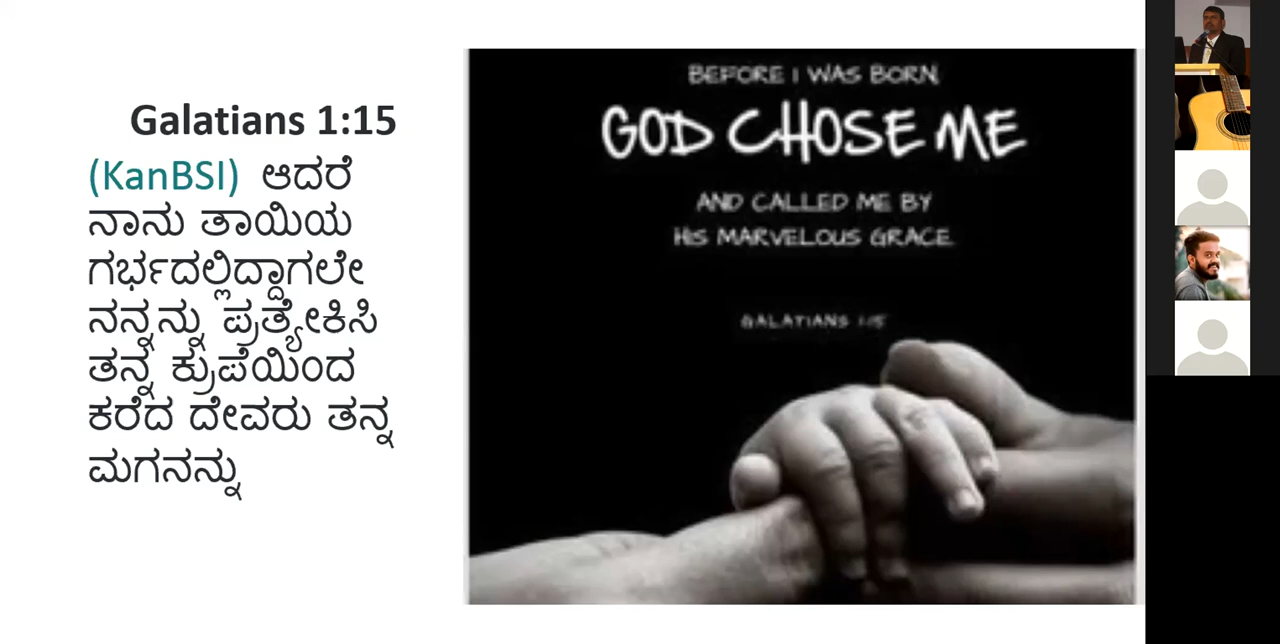 Galatians 1:15
(KanBSI) ಆದರೆ
ನಾನು ತಾಯಿಯ
ಗರ್ಭದಲ್ಲಿದ್ದಾಗಲೇ
ನನ್ನನ್ನು ಪ್ರತ್ಯೇಕಿಸಿ
ತನ್ನ ಕ್ರುಪೆಯಿಂದ
ಕರೆದ ದೇವರು ತನ್ನ
ಮಗನನ್ನು
BEFORE I WAS BORN
GOD CHOSE ME
AND CALLED ME BY
HIS MARVELOUS GRACE
GALATIANS 1:15